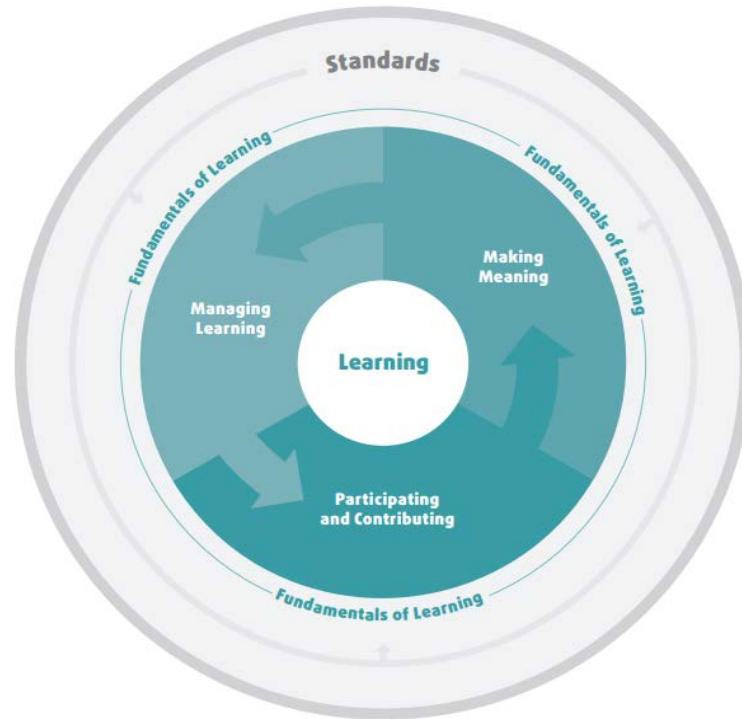 Standards
Fundamentals of Learning
Fundamentals of Learning
Making
Meaning
Managing
Learning
Learning
Participating
and Contributing
Fundamentals of Learning